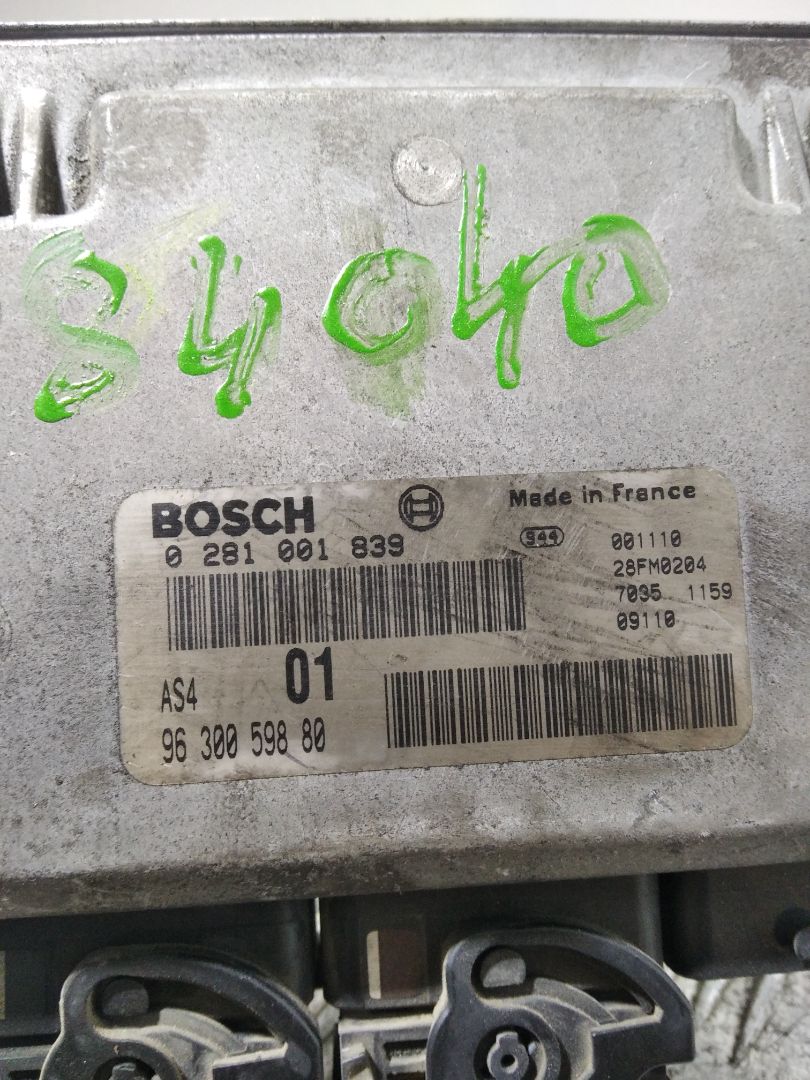 84040
BOSCH
Made in France
0 281 001 839
944
001110
28FM0204
7035 1159
09110
AS4 01
96 300 598 80